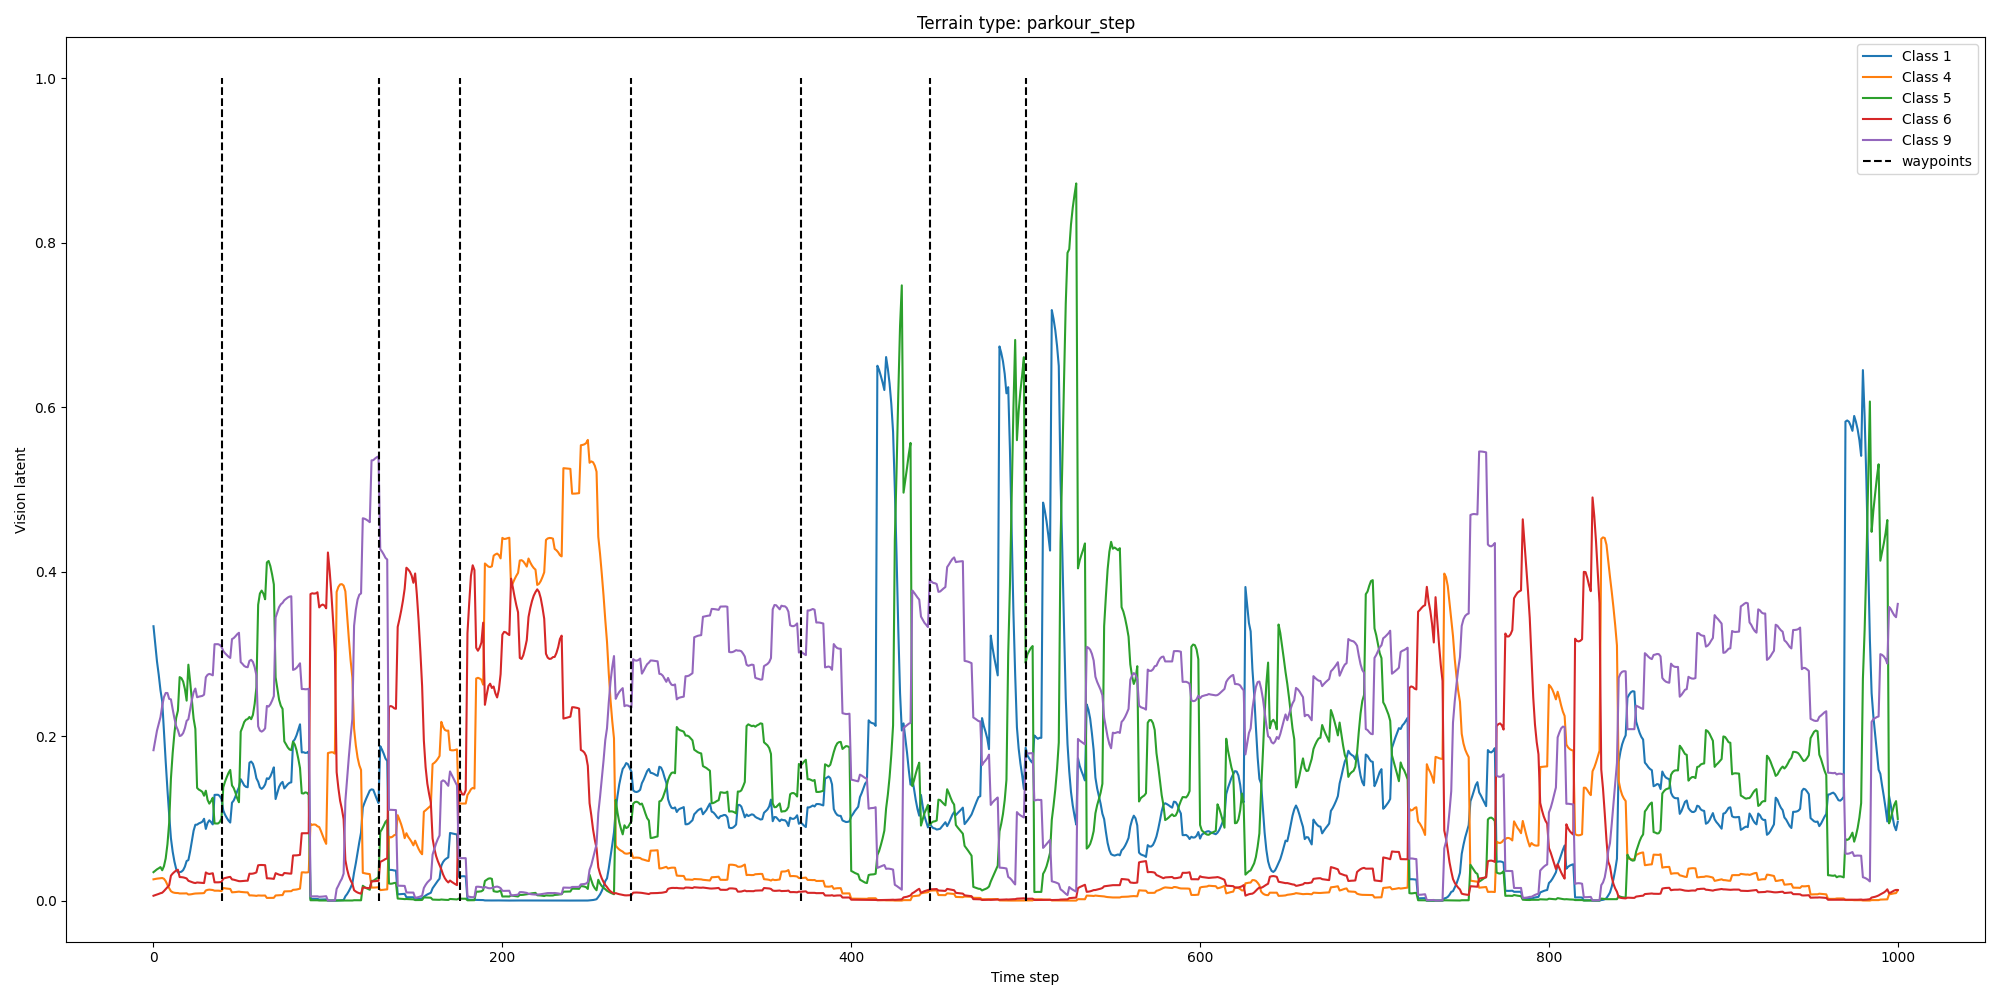 Terrain type: parkour_step
Vision latent
1.0
0.8
0.6
0.4
0.2
0.0
Class 1
Class 4
Class 5
Class 6
Class 9
waypoints
0
200
400
600
800
1000
Time step